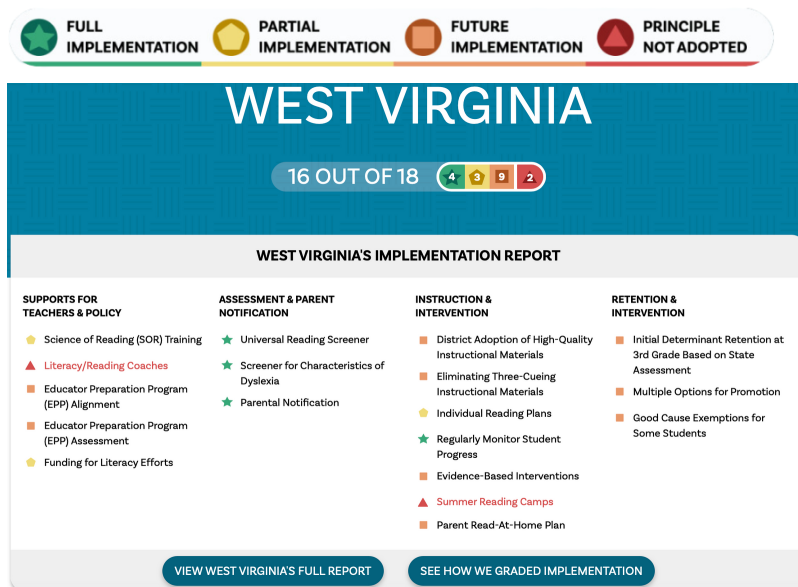 FULL
IMPLEMENTATION
PARTIAL
IMPLEMENTATION
FUTURE
IMPLEMENTATION
PRINCIPLE
NOT ADOPTED
WEST VIRGINIA
16 OUT OF 18
4
3
9
2
WEST VIRGINIA'S IMPLEMENTATION REPORT
SUPPORTS FOR
TEACHERS & POLICY
Science of Reading (SOR) Training
Literacy/Reading Coaches
Educator Preparation Program
(EPP) Alignment
Educator Preparation Program
(EPP) Assessment
Funding for Literacy Efforts
ASSESSMENT & PARENT
NOTIFICATION
Universal Reading Screener
Screener for Characteristics of
Dyslexia
Parental Notification
INSTRUCTION &
INTERVENTION
District Adoption of High-Quality
Instructional Materials
Eliminating Three-Cueing
Instructional Materials
Individual Reading Plans
Regularly Monitor Student
Progress
Evidence-Based Interventions
Summer Reading Camps
Parent Read-At-Home Plan
RETENTION &
INTERVENTION
Initial Determinant Retention at
3rd Grade Based on State
Assessment
Multiple Options for Promotion
Good Cause Exemptions for
Some Students
VIEW WEST VIRGINIA'S FULL REPORT
SEE HOW WE GRADED IMPLEMENTATION